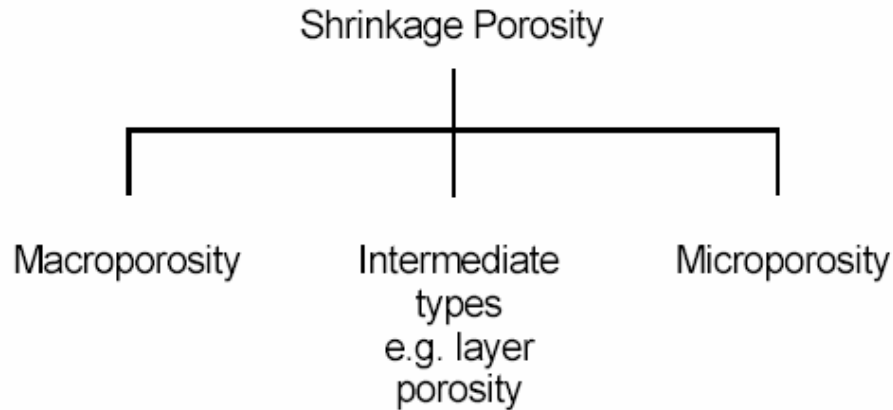 Shrinkage Porosity
Macroporosity
Intermediate
types
e.g. layer
porosity
Microporosity